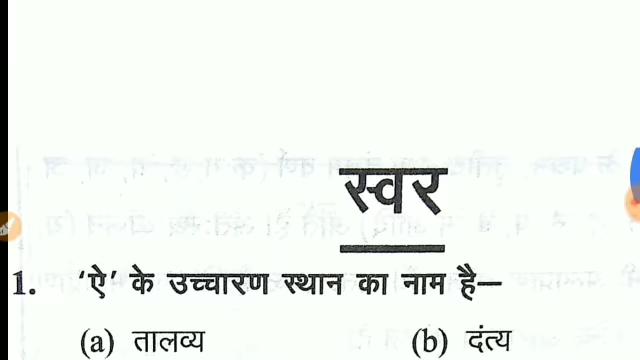 स्वर
1. ‘ऐ’ के उच्चारण स्थान का नाम है—
(a) तालव्य (b) दंत्य